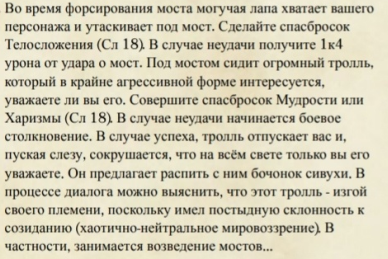 Во время форсирования моста могучая лапа хватает вашего
персонажа и утаскивает под мост. Сделайте спасбросок
Телосложения (Сл 18). В случае неудачи получите 1к4
урона от удара о мост. Под мостом сидит огромный тролль,
который в крайне агрессивной форме интересуется,
уважаете ли вы его. Совершите спасбросок Мудрости или
Харизмы (Сл 18). В случае неудачи начинается боевое
столкновение. В случае успеха, тролль отпускает вас и,
пуская слезу, сокрушается, что на всём свете только вы его
уважаете. Он предлагает распить с ним бочонок сивухи. В
процессе диалога можно выяснить, что этот тролль - изгой
своего племени, поскольку имел постыдную склонность к
созиданию (хаотично-нейтральное мировоззрение). В
частности, занимается возведение мостов...